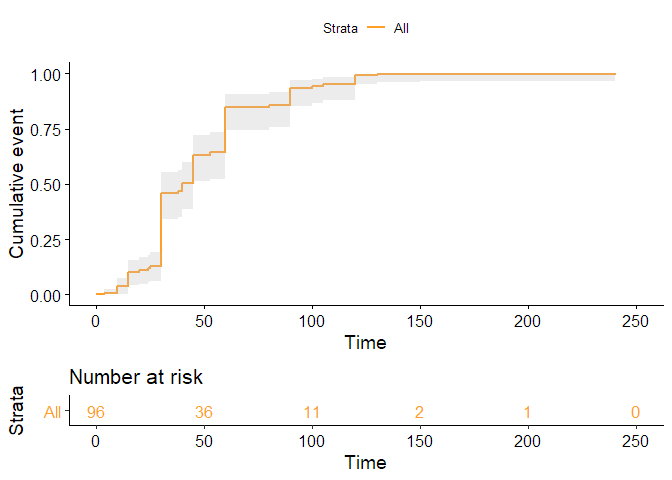 Strata All
1.00
0.75
0.50
0.25
0.00
Cumulative event
0 50 100 150 200 250
Time
Number at risk
Strata
All 96 36 11 2 1 0
0 50 100 150 200 250
Time